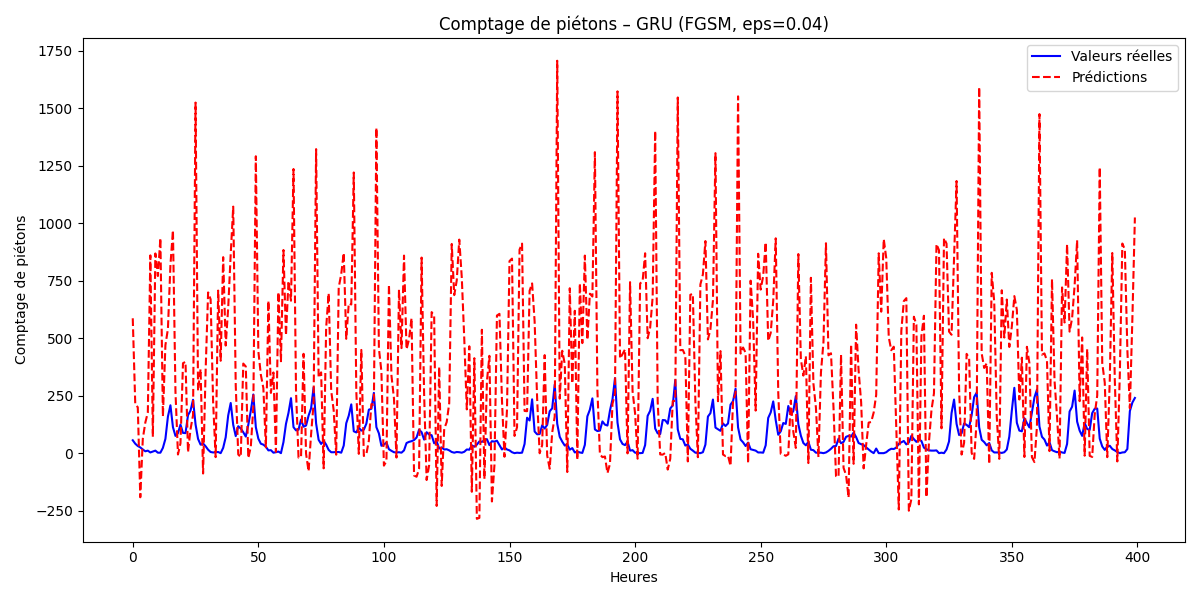 Comptage de piétons – GRU (FGSM, eps=0.04)
Valeurs réelles
Prédictions
Comptage de piétons
1750
1500
1250
1000
750
500
250
0
−250
0 50 100 150 200 250 300 350 400
Heures